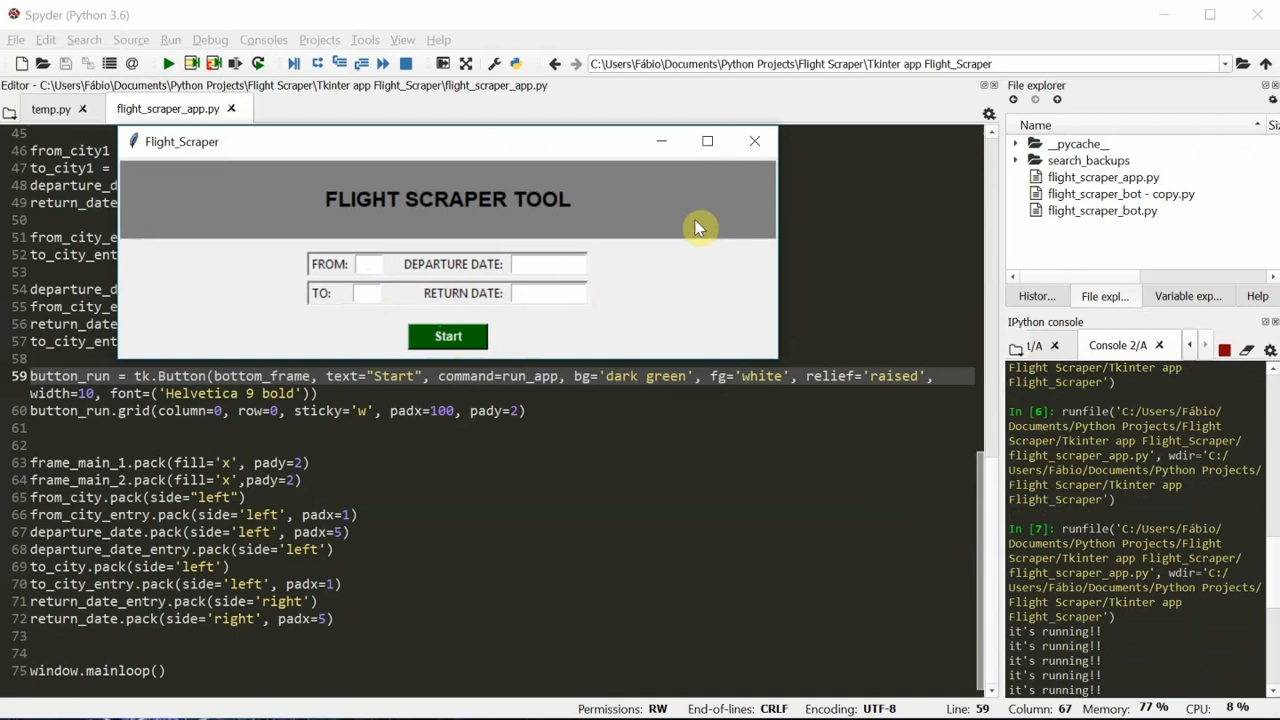 Spyder (Python 3.6)
File Edit Search Source Run Debug Consoles Projects Tools View Help
C:\Users\Fábio\Documents\Python Projects\Flight Scraper\Tkinter app Flight_Scraper
Editor - C:\Users\Fábio\Documents\Python Projects\Flight Scraper\Tkinter app Flight_Scraper\flight_scraper_app.py
temp.py flight_scraper_app.py
45
46 from_city1
47 to_city1 =
48 departure_d
49 return_date
50
51 from_city_e
52 to_city_ent
53
54 departure_d
55 from_city_e
56 return_date
57 to_city_ent
58
59 button_run = tk.Button(bottom_frame, text="Start", command=run_app, bg='dark green', fg='white', relief='raised',
width=10, font=('Helvetica 9 bold'))
60 button_run.grid(column=0, row=0, sticky='w', padx=100, pady=2)
61
62
63 frame_main_1.pack(fill='x', pady=2)
64 frame_main_2.pack(fill='x',pady=2)
65 from_city.pack(side="left")
66 from_city_entry.pack(side='left', padx=1)
67 departure_date.pack(side='left', padx=5)
68 departure_date_entry.pack(side='left')
69 to_city.pack(side='left')
70 to_city_entry.pack(side='left', padx=1)
71 return_date_entry.pack(side='right')
72 return_date.pack(side='right', padx=5)
73
74
75 window.mainloop()
Flight_Scraper
FLIGHT SCRAPER TOOL
FROM: DEPARTURE DATE:
TO: RETURN DATE:
Start
File explorer
Name Siz
__pycache__
search_backups
flight_scraper_app.py
flight_scraper_bot - copy.py
flight_scraper_bot.py
Histor... File expl... Variable exp... Help
IPython console
1/A Console 2/A
Flight Scraper/Tkinter app
Flight_Scraper')
In [6]: runfile('C:/Users/Fábio/
Documents/Python Projects/Flight
Scraper/Tkinter app Flight_Scraper/
flight_scraper_app.py', wdir='C:/
Users/Fábio/Documents/Python Projects/
Flight Scraper/Tkinter app
Flight_Scraper')
In [7]: runfile('C:/Users/Fábio/
Documents/Python Projects/Flight
Scraper/Tkinter app Flight_Scraper/
flight_scraper_app.py', wdir='C:/
Users/Fábio/Documents/Python Projects/
Flight Scraper/Tkinter app
Flight_Scraper')
it's running!!
it's running!!
it's running!!
it's running!!
it's running!!
Permissions: RW End-of-lines: CRLF Encoding: UTF-8 Line: 59 Column: 67 Memory: 77 % CPU: 8 %